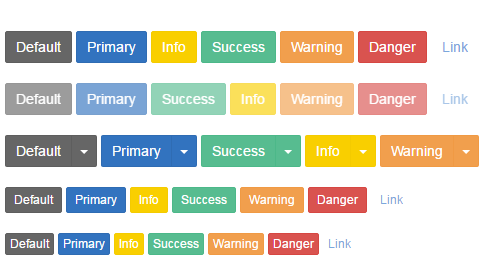 Default Primary Info Success Warning Danger Link
Default Primary Success Info Warning Danger Link
Default Primary Success Info Warning
Default Primary Info Success Warning Danger Link
Default Primary Info Success Warning Danger Link